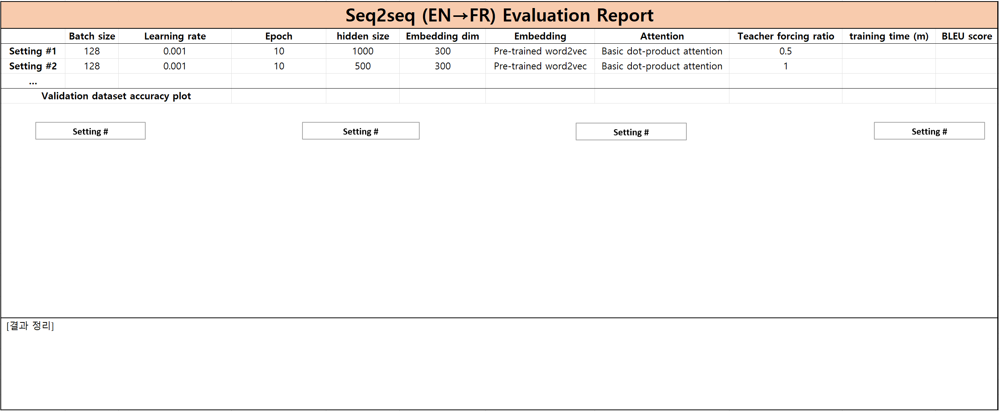 Seq2seq (EN→FR) Evaluation Report
Batch size Learning rate Epoch hidden size Embedding dim Embedding Attention Teacher forcing ratio training time (m) BLEU score
Setting #1 128 0.001 10 1000 300 Pre-trained word2vec Basic dot-product attention 0.5
Setting #2 128 0.001 10 500 300 Pre-trained word2vec Basic dot-product attention 1
...
Validation dataset accuracy plot
Setting # Setting # Setting # Setting #
[결과 정리]